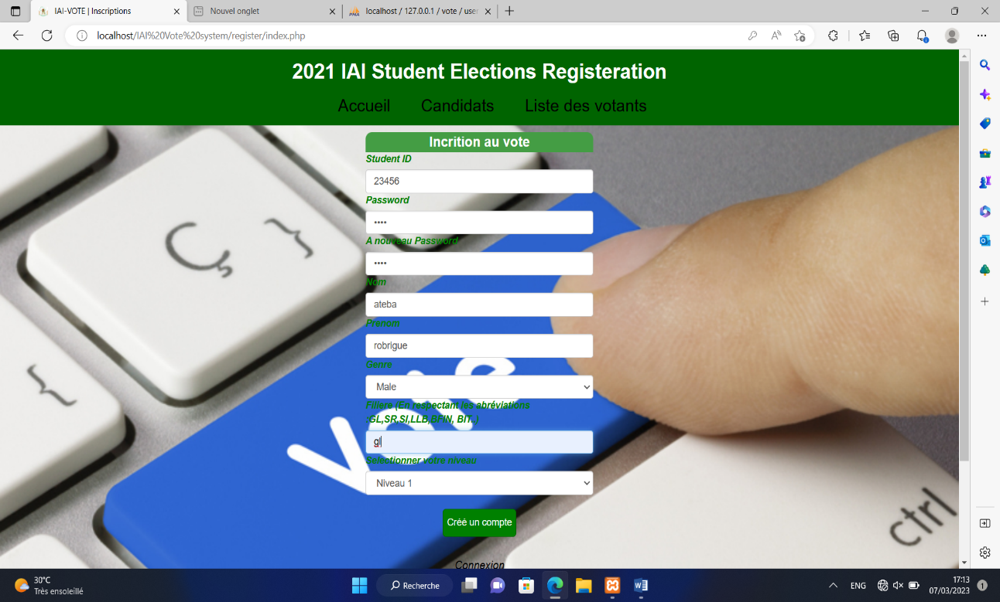 IAI-VOTE | Inscriptions
Nouvel onglet
localhost / 127.0.0.1 / vote / user
localhost/IAI%20Vote%20system/register/index.php
2021 IAI Student Elections Registeration
Accueil Candidats Liste des votants
Incrition au vote
Student ID
23456
Password
••••
A nouveau Password
••••
Nom
ateba
Prenom
robrigue
Genre
Male
Filiere (En respectant les abréviations
:GL,SR,SI,LLB,BFIN, BIT..)
gl
Selectionner votre niveau
Niveau 1
Créé un compte
Connexion
Ç
}
{
Vote
ctrl
30°C
Très ensoleillé
Recherche
ENG
17:13
07/03/2023
1